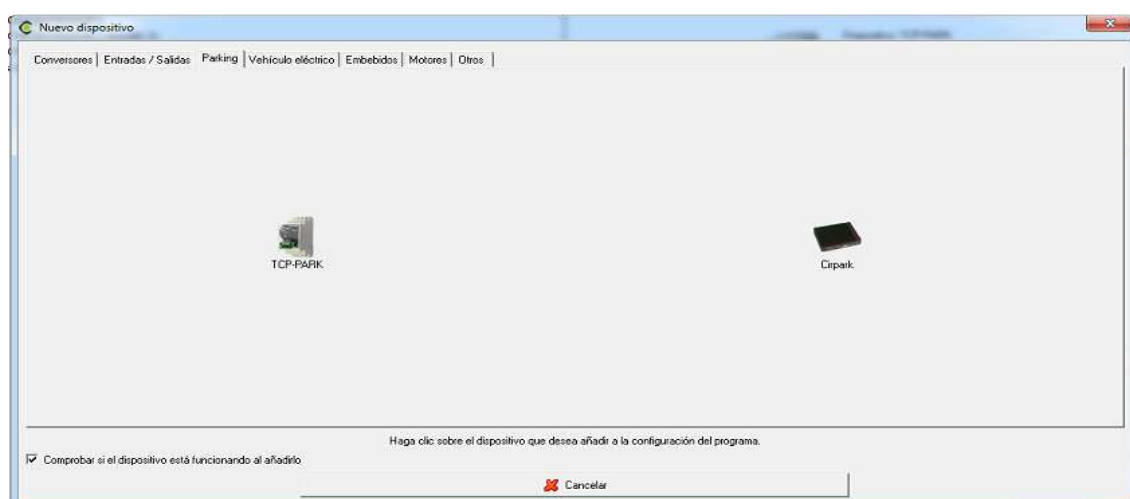 Nuevo dispositivo
Conversores Entradas / Salidas Parking Vehículo eléctrico Embebidos Motores Otros
TCP-PARK Cirpark
Haga clic sobre el dispositivo que desea añadir a la configuración del programa.
Comprobar si el dispositivo está funcionando al añadirlo
Cancelar